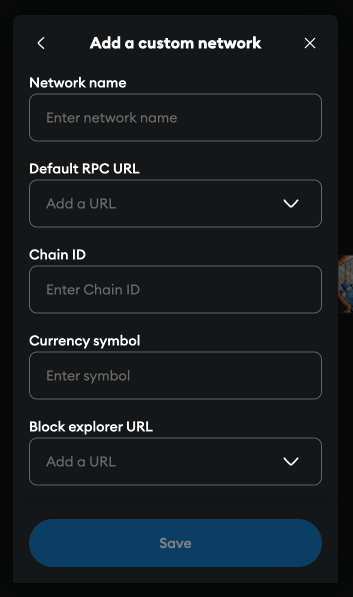 Add a custom network
Network name
Enter network name
Default RPC URL
Add a URL
Chain ID
Enter Chain ID
Currency symbol
Enter symbol
Block explorer URL
Add a URL
Save